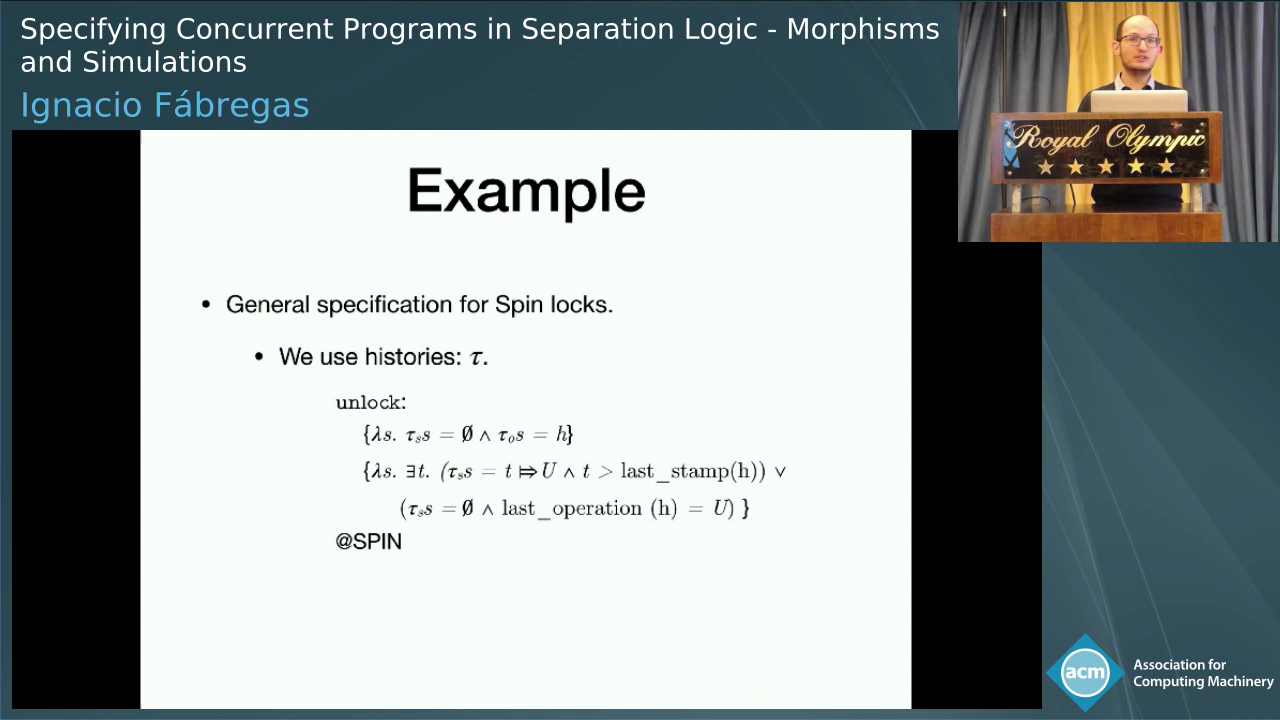 Specifying Concurrent Programs in Separation Logic - Morphisms
and Simulations
Ignacio Fábregas
Royal Olympic
Example
• General specification for Spin locks.
• We use histories: τ.
unlock:
{λs. τₛs = ∅ ∧ τₒs = h}
{λs. ∃t. (τₛs = t ⤇ U ∧ t > last_stamp(h)) ∨
(τₛs = ∅ ∧ last_operation (h) = U) }
@SPIN
acm
Association for
Computing Machinery